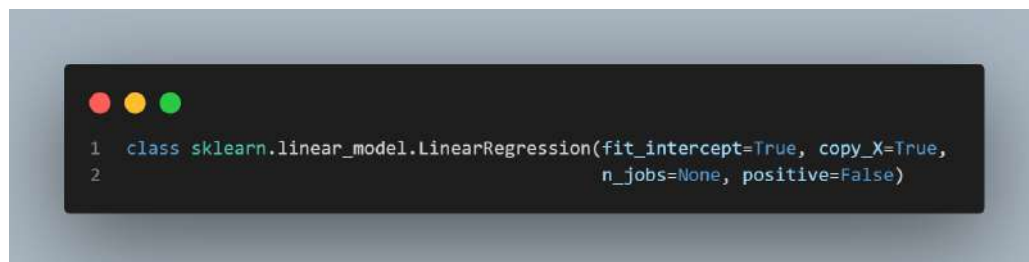 1 class sklearn.linear_model.LinearRegression(fit_intercept=True, copy_X=True,
2 n_jobs=None, positive=False)